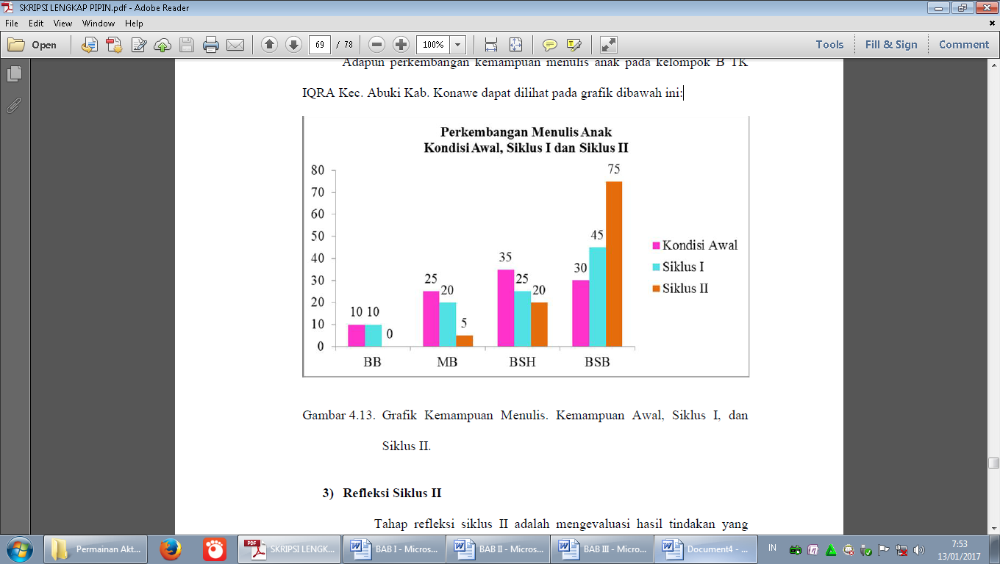 SKRIPSI LENGKAP PIPIN.pdf - Adobe Reader
File Edit View Window Help
Open 69 / 78 100% Tools Fill & Sign Comment
Adapun perkembangan kemampuan menulis anak pada kelompok B TK
IQRA Kec. Abuki Kab. Konawe dapat dilihat pada grafik dibawah ini:
Perkembangan Menulis Anak
Kondisi Awal, Siklus I dan Siklus II
80
70
60
50
40
30
20
10
0
10 10 0
25 20 5
35 25 20
30 45 75
BB MB BSH BSB
Kondisi Awal
Siklus I
Siklus II
Gambar 4.13. Grafik Kemampuan Menulis. Kemampuan Awal, Siklus I, dan
Siklus II.
3) Refleksi Siklus II
Tahap refleksi siklus II adalah mengevaluasi hasil tindakan yang
Permainan Akt... SKRIPSI LENGK... BAB I - Micros... BAB II - Micros... BAB III - Micro... Document4 - ... IN 7:53
13/01/2017